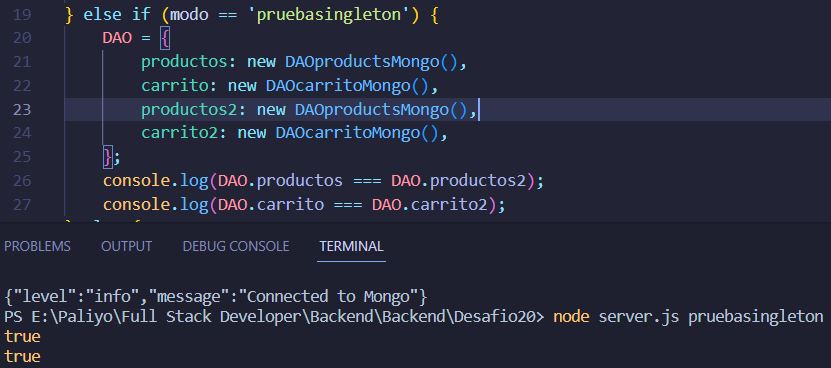 19 } else if (modo == 'pruebasingleton') {
20 DAO = {
21 productos: new DAOproductsMongo(),
22 carrito: new DAOcarritoMongo(),
23 productos2: new DAOproductsMongo(),
24 carrito2: new DAOcarritoMongo(),
25 };
26 console.log(DAO.productos === DAO.productos2);
27 console.log(DAO.carrito === DAO.carrito2);
PROBLEMS OUTPUT DEBUG CONSOLE TERMINAL
{"level":"info","message":"Connected to Mongo"}
PS E:\Paliyo\Full Stack Developer\Backend\Backend\Desafio20> node server.js pruebasingleton
true
true